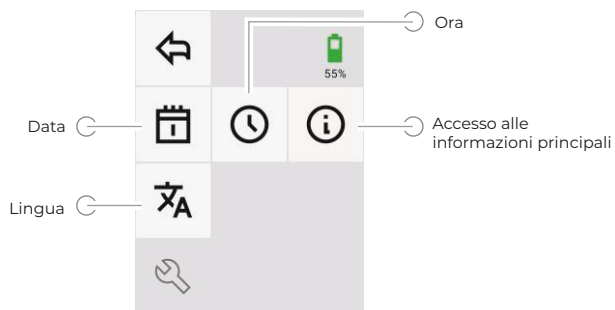 Ora
55%
Data
Accesso alle
informazioni principali
Lingua